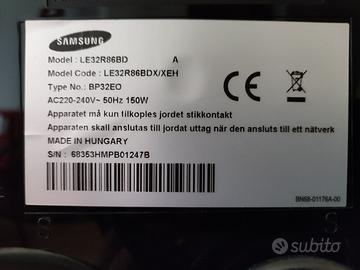 SAMSUNG
Model : LE32R86BD A
Model Code : LE32R86BDX/XEH
Type No.: BP32EO
AC220-240V~ 50Hz 150W
Apparatet må kun tilkoples jordet stikkontakt
Apparaten skall anslutas till jordat uttag när den ansluts till ett nätverk
MADE IN HUNGARY
S/N : 68353HMPB01247B
BN68-01176A-00
S S
subito